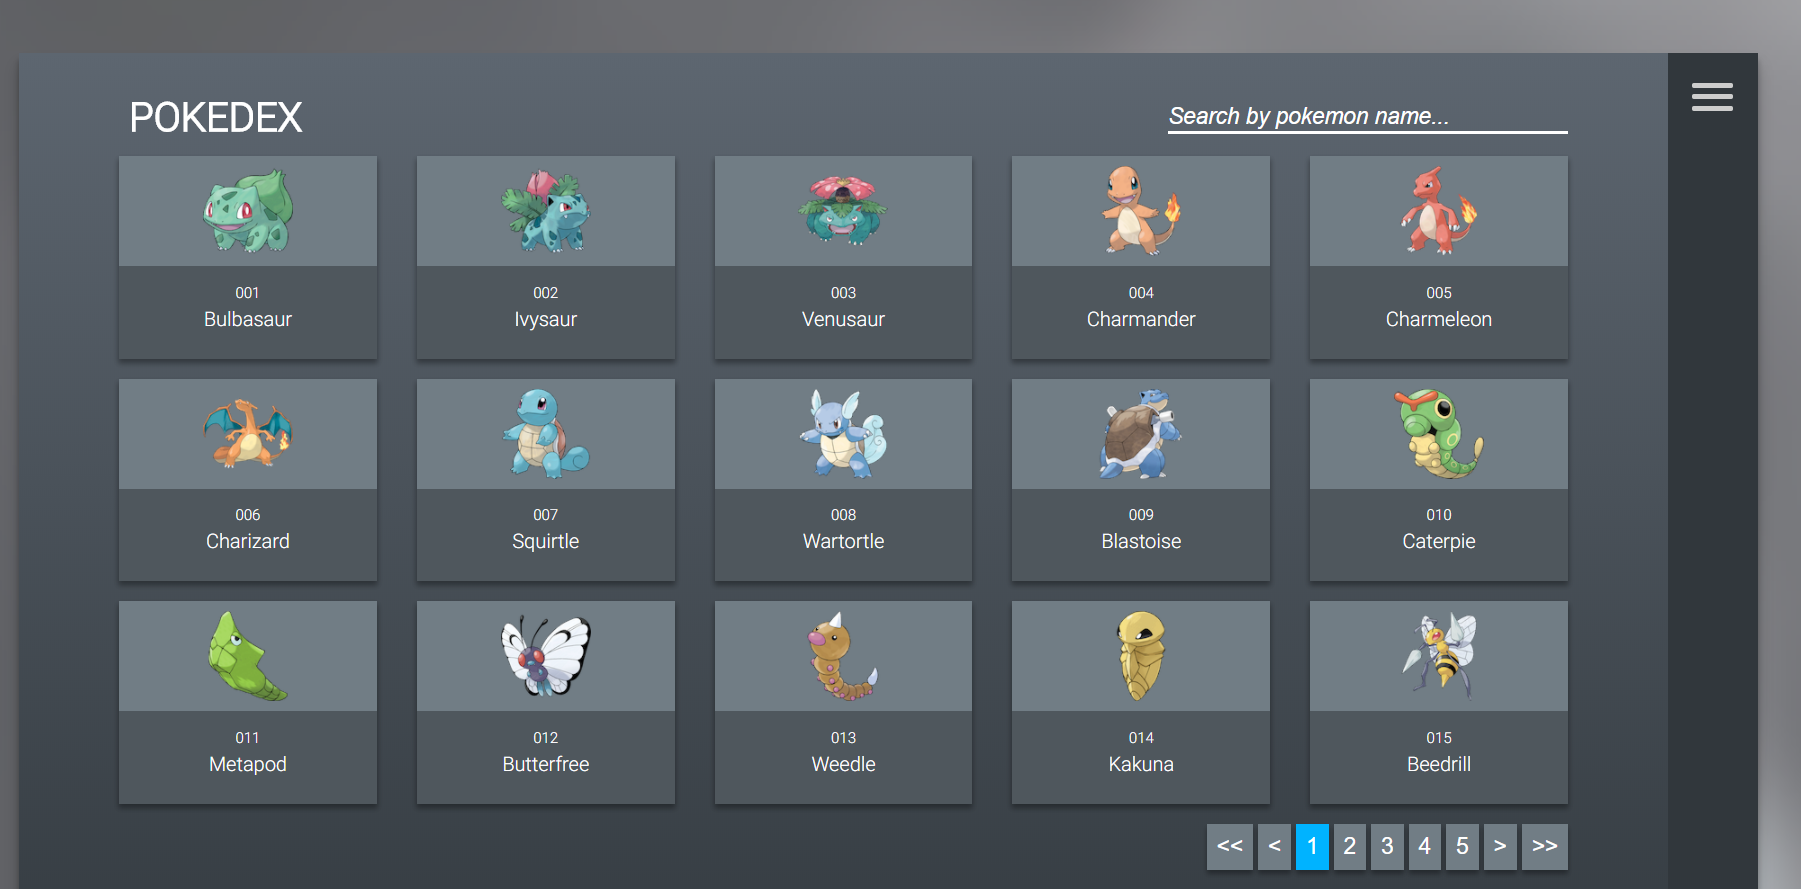 POKEDEX
Search by pokemon name...
001
Bulbasaur
002
Ivysaur
003
Venusaur
004
Charmander
005
Charmeleon
006
Charizard
007
Squirtle
008
Wartortle
009
Blastoise
010
Caterpie
011
Metapod
012
Butterfree
013
Weedle
014
Kakuna
015
Beedrill
<< < 1 2 3 4 5 > >>